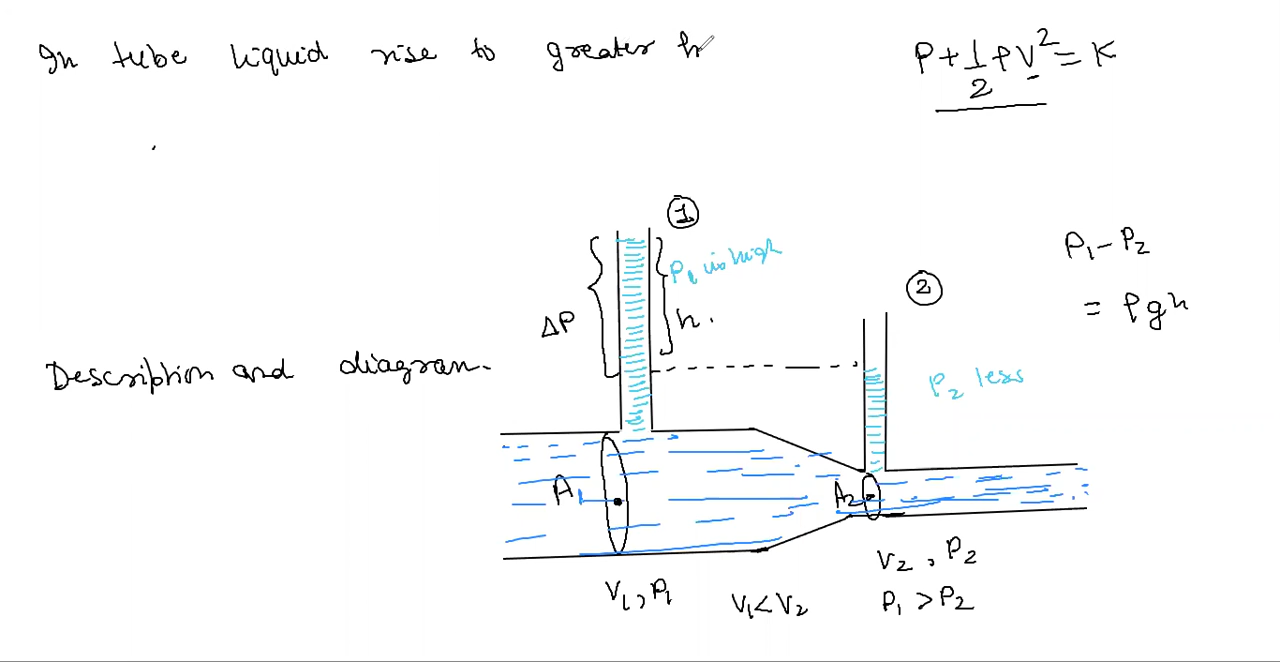 In tube liquid rise to greater h
P + 1/2 ρV² = K
①
P₁ is high
ΔP
h.
②
P₁ - P₂
= ρgh
Description and diagram.
P₂ less
A₁
A₂
V₁, P₁
V₁ < V₂
V₂, P₂
P₁ > P₂